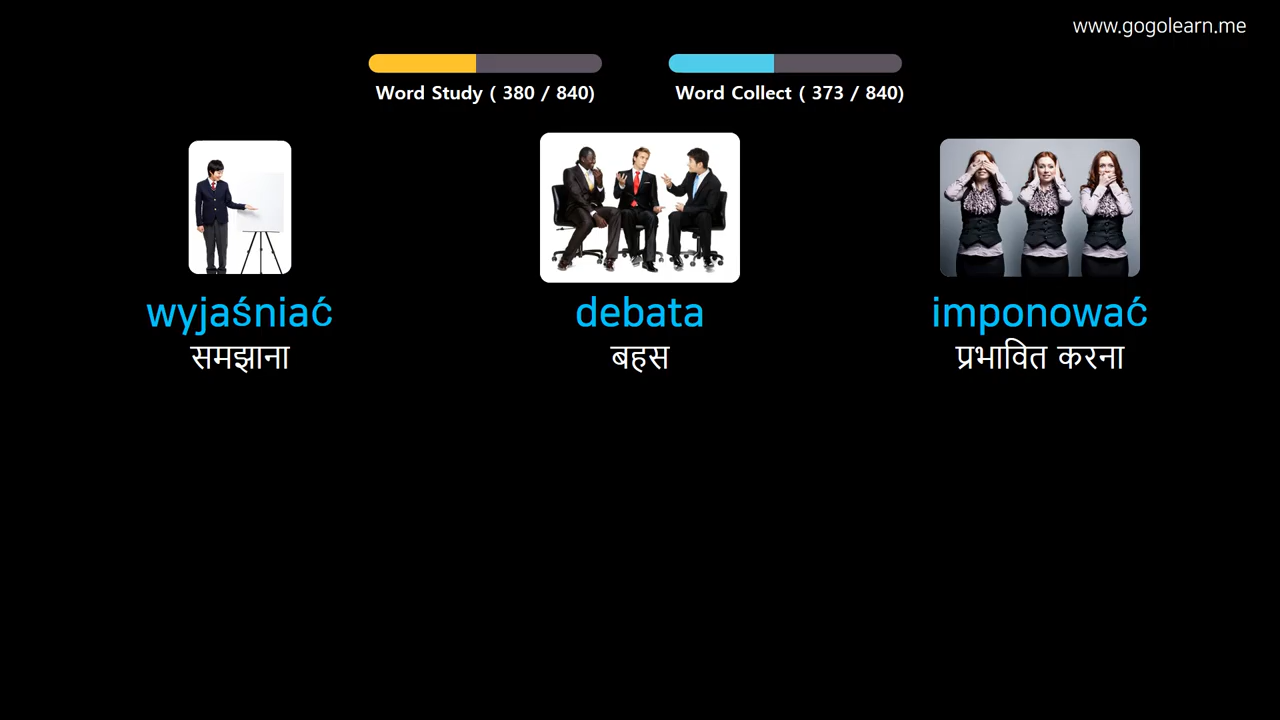 www.gogolearn.me
Word Study ( 380 / 840)
Word Collect ( 373 / 840)
wyjaśniać
समझाना
debata
बहस
imponować
प्रभावित करना